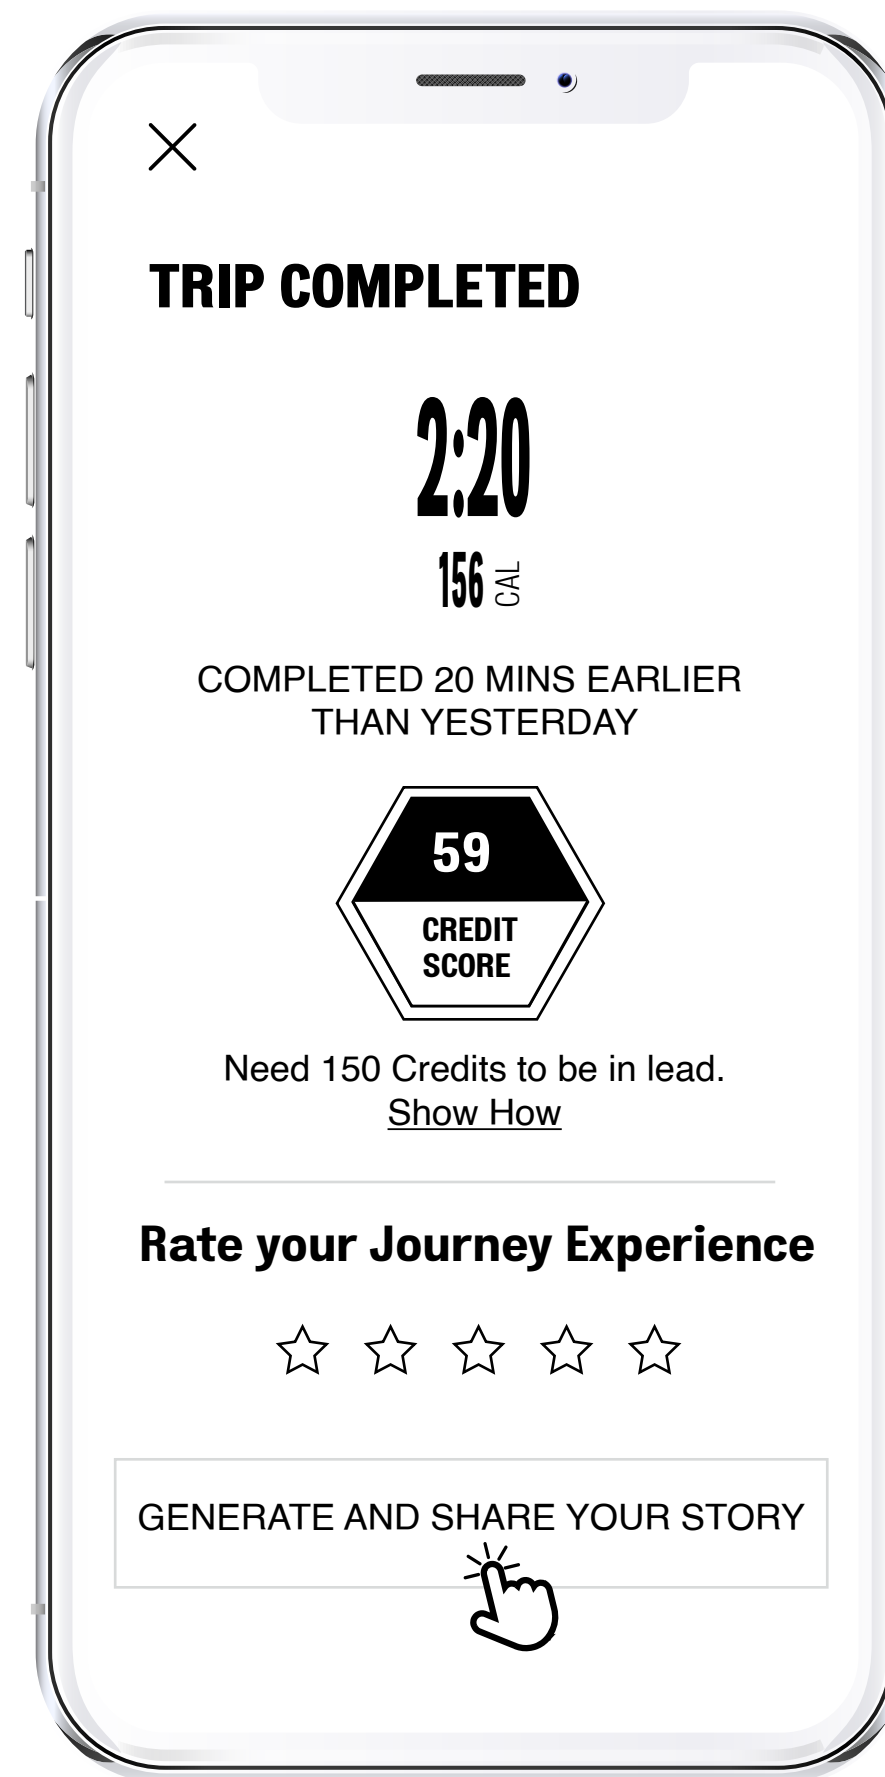 TRIP COMPLETED
2:20
156 CAL
COMPLETED 20 MINS EARLIER
THAN YESTERDAY
59
CREDIT
SCORE
Need 150 Credits to be in lead.
Show How
Rate your Journey Experience
GENERATE AND SHARE YOUR STORY